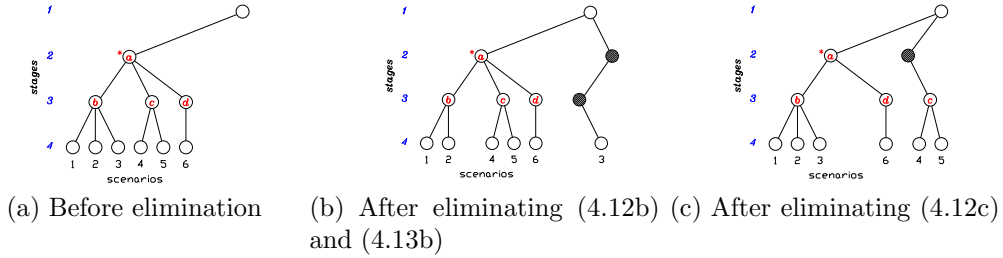 1
* a
2
stages
b c d
3
4
1 2 3 4 5 6
scenarios
(a) Before elimination
1
* a
2
stages
b c d
3
4
1 2 4 5 6 3
scenarios
(b) After eliminating (4.12b)
and (4.13b)
1
* a
2
stages
b d c
3
4
1 2 3 6 4 5
scenarios
(c) After eliminating (4.12c)